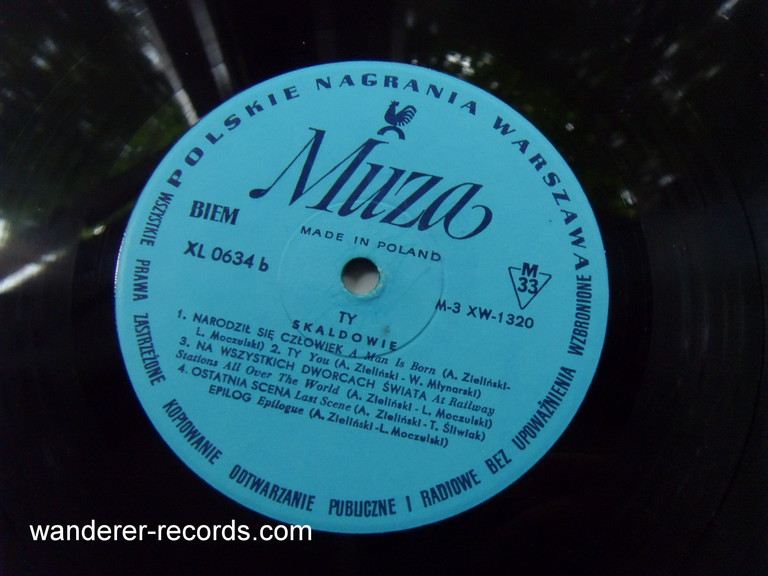 POLSKIE NAGRANIA WARSZAWA
Muza
BIEM
MADE IN POLAND
XL 0634 b
M
33
M-3 XW-1320
TY
SKALDOWIE
1. NARODZIŁ SIĘ CZŁOWIEK A Man Is Born (A. Zieliński-
L. Moczulski) 2. TY You (A. Zieliński - W. Młynarski)
3. NA WSZYSTKICH DWORCACH ŚWIATA At Railway
Stations All Over The World (A. Zieliński - L. Moczulski)
4. OSTATNIA SCENA Last Scene (A. Zieliński - T. Śliwiak)
EPILOG Epilogue (A. Zieliński - L. Moczulski)
WSZYSTKIE PRAWA ZASTRZEŻONE KOPIOWANIE ODTWARZANIE PUBLICZNE I RADIOWE BEZ UPOWAŻNIENIA WZBRONIONE
wanderer-records.com